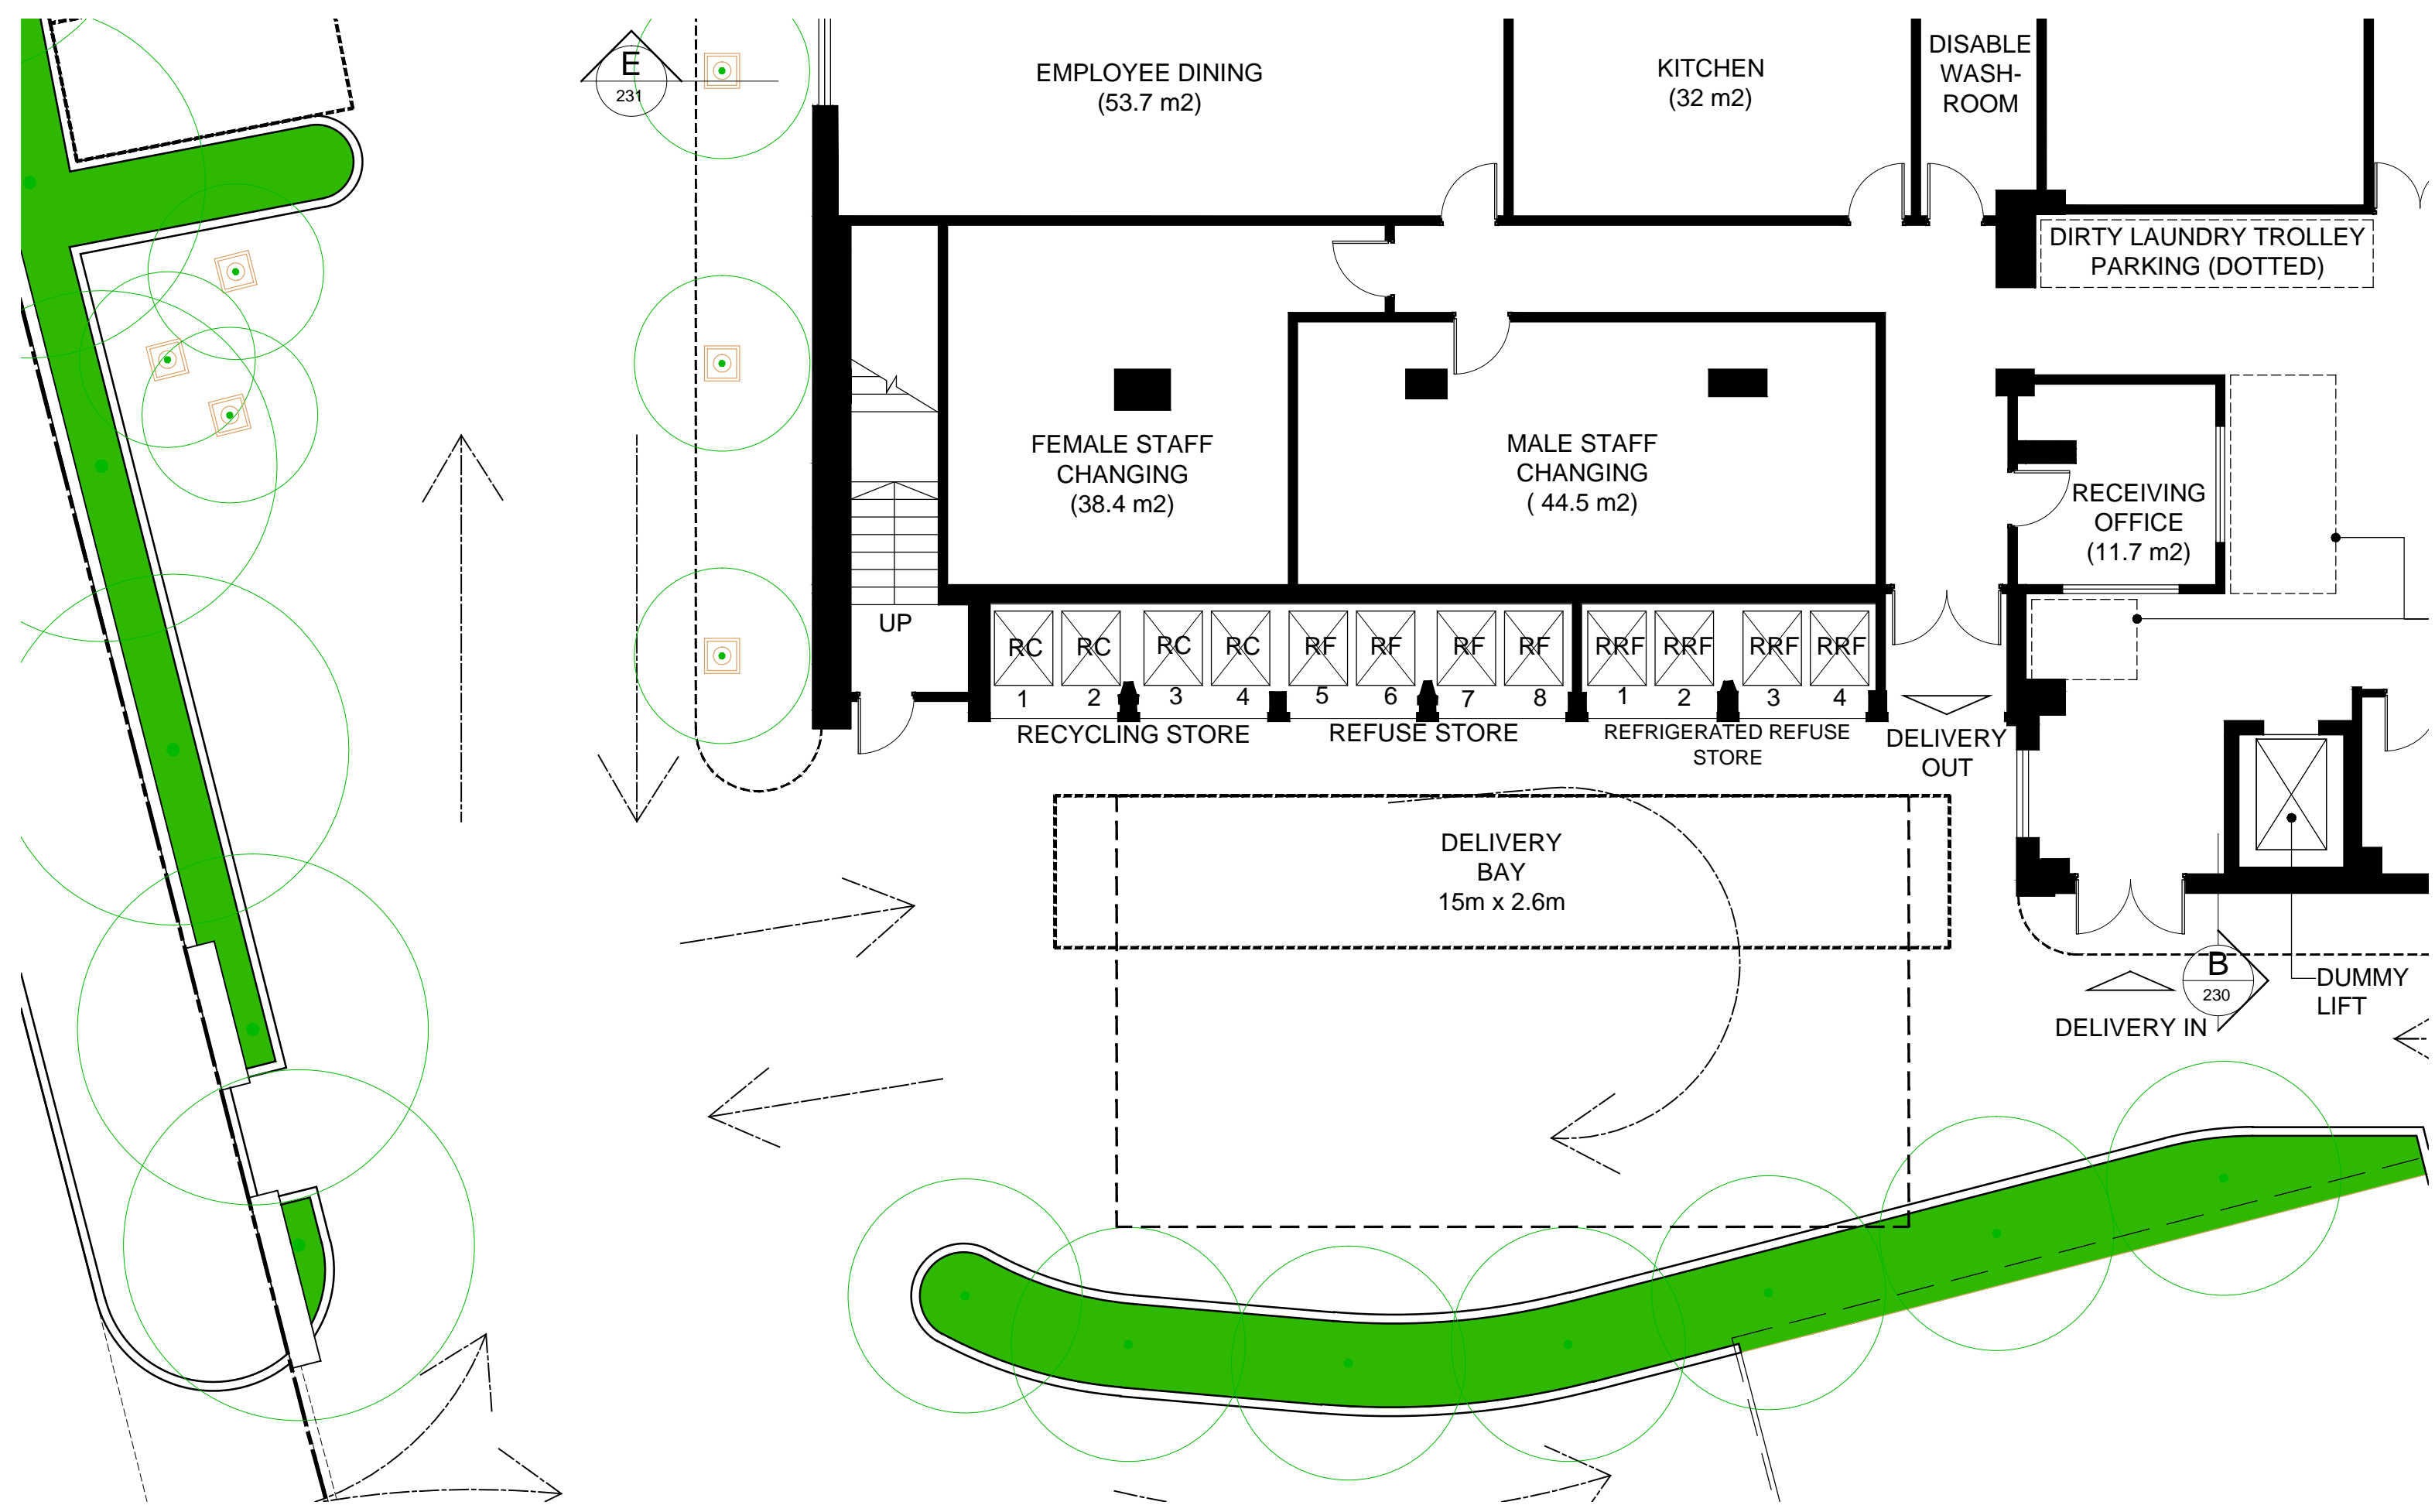 E
231
EMPLOYEE DINING
(53.7 m2)
KITCHEN
(32 m2)
DISABLE
WASH-
ROOM
DIRTY LAUNDRY TROLLEY
PARKING (DOTTED)
FEMALE STAFF
CHANGING
(38.4 m2)
MALE STAFF
CHANGING
( 44.5 m2)
RECEIVING
OFFICE
(11.7 m2)
UP
RC RC RC RC RF RF RF RF RRF RRF RRF RRF
1 2 3 4 5 6 7 8 1 2 3 4
RECYCLING STORE
REFUSE STORE
REFRIGERATED REFUSE
STORE
DELIVERY
OUT
DELIVERY
BAY
15m x 2.6m
B
230
DUMMY
LIFT
DELIVERY IN